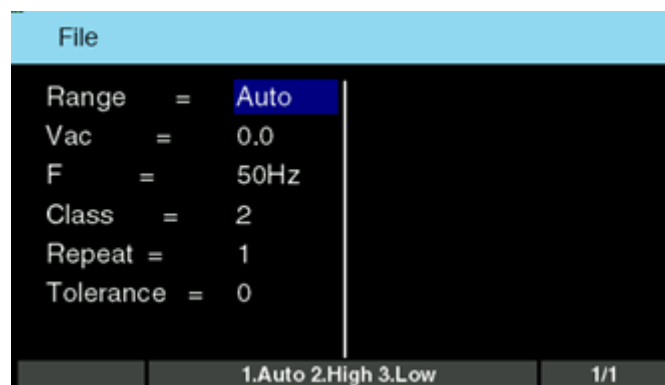 File
Range = Auto
Vac = 0.0
F = 50Hz
Class = 2
Repeat = 1
Tolerance = 0
1.Auto 2.High 3.Low 1/1